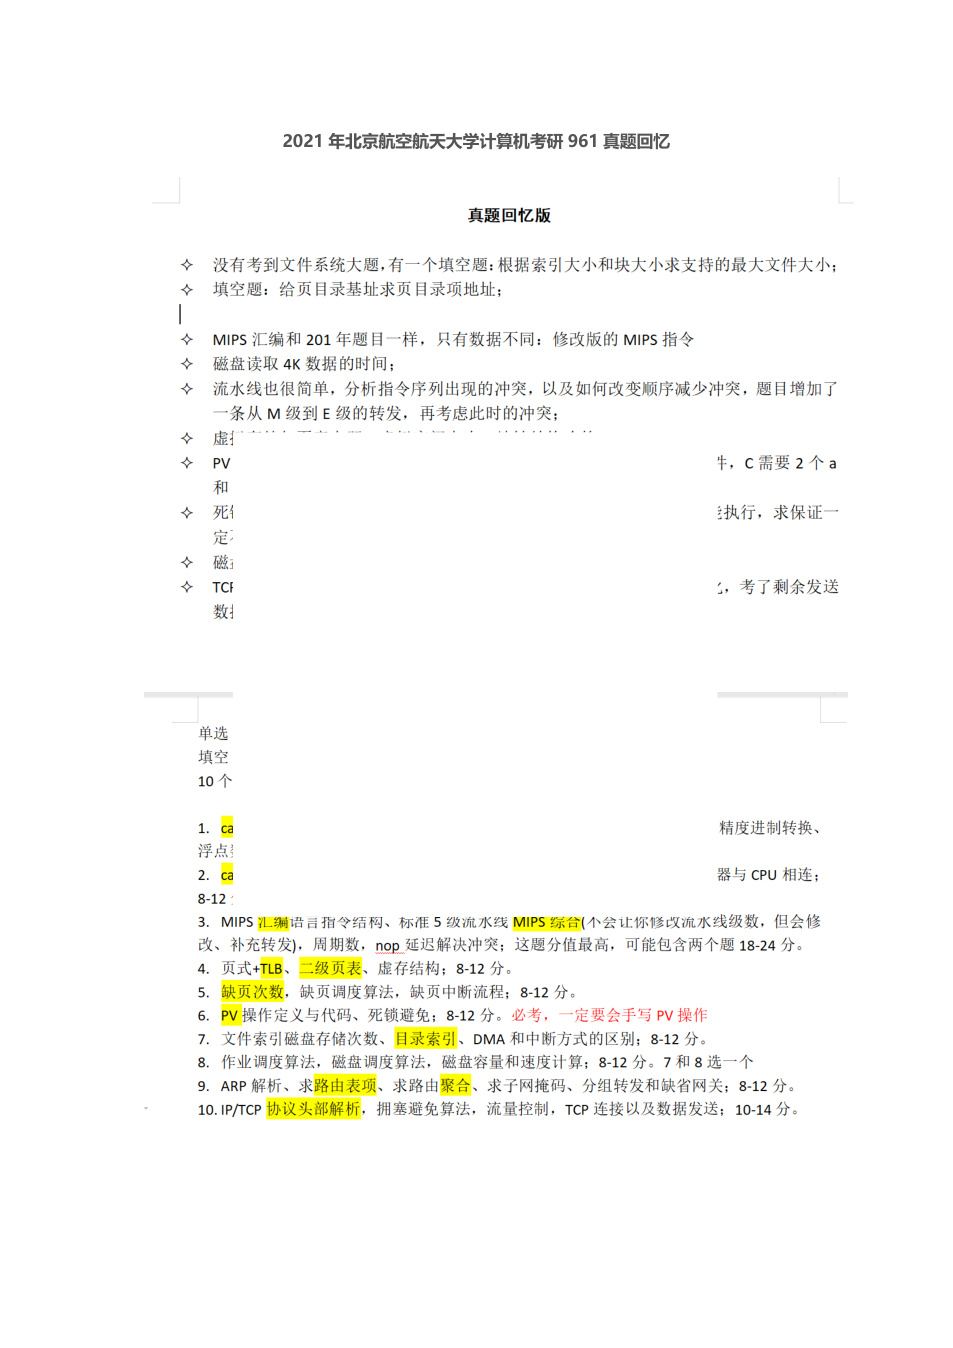 2021 年北京航空航天大学计算机考研 961 真题回忆
真题回忆版
✧ 没有考到文件系统大题，有一个填空题：根据索引大小和块大小求支持的最大文件大小；
✧ 填空题：给页目录基址求页目录项地址；
✧ MIPS 汇编和 201 年题目一样，只有数据不同：修改版的 MIPS 指令
✧ 磁盘读取 4K 数据的时间；
✧ 流水线也很简单，分析指令序列出现的冲突，以及如何改变顺序减少冲突，题目增加了
一条从 M 级到 E 级的转发，再考虑此时的冲突；
✧ 虚
✧ PV 件，C 需要 2 个 a
和
✧ 死 执行，求保证一
定
✧ 磁
✧ TC ，考了剩余发送
数
单选
填空
10 个
1. ca 精度进制转换、
浮点
2. ca 器与 CPU 相连；
8-12
3. MIPS 汇编语言指令结构、标准 5 级流水线 MIPS 综合(不会让你修改流水线级数，但会修
改、补充转发)，周期数，nop 延迟解决冲突；这题分值最高，可能包含两个题 18-24 分。
4. 页式+TLB、二级页表、虚存结构；8-12 分。
5. 缺页次数，缺页调度算法，缺页中断流程；8-12 分。
6. PV 操作定义与代码、死锁避免；8-12 分。必考，一定要会手写 PV 操作
7. 文件索引磁盘存储次数、目录索引、DMA 和中断方式的区别；8-12 分。
8. 作业调度算法，磁盘调度算法，磁盘容量和速度计算；8-12 分。7 和 8 选一个
9. ARP 解析、求路由表项、求路由聚合、求子网掩码、分组转发和缺省网关；8-12 分。
10. IP/TCP 协议头部解析，拥塞避免算法，流量控制，TCP 连接以及数据发送；10-14 分。